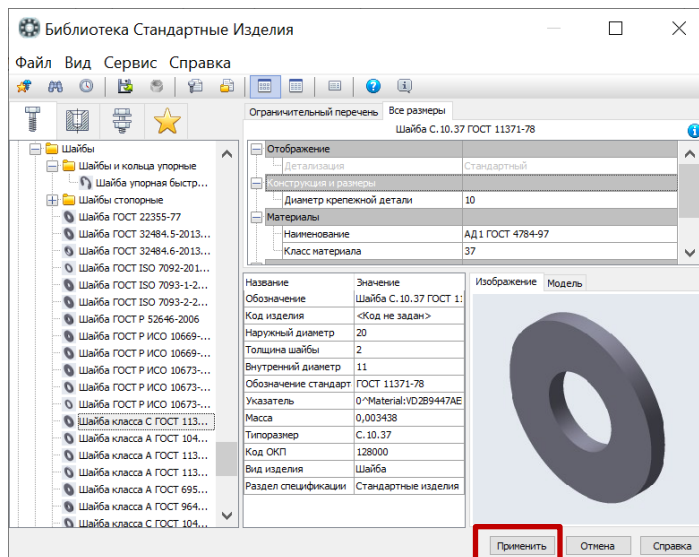 Библиотека Стандартные Изделия
Файл Вид Сервис Справка
Шайбы
Шайбы и кольца упорные
Шайба упорная быстр...
Шайбы стопорные
Шайба ГОСТ 22355-77
Шайба ГОСТ 32484.5-2013...
Шайба ГОСТ 32484.6-2013...
Шайба ГОСТ ISO 7092-201...
Шайба ГОСТ ISO 7093-1-2...
Шайба ГОСТ ISO 7093-2-2...
Шайба ГОСТ Р 52646-2006
Шайба ГОСТ Р ИСО 10669-...
Шайба ГОСТ Р ИСО 10669-...
Шайба ГОСТ Р ИСО 10673-...
Шайба ГОСТ Р ИСО 10673-...
Шайба ГОСТ Р ИСО 10673-...
Шайба класса C ГОСТ 113...
Шайба класса А ГОСТ 104...
Шайба класса А ГОСТ 113...
Шайба класса А ГОСТ 113...
Шайба класса А ГОСТ 695...
Шайба класса А ГОСТ 964...
Шайба класса С ГОСТ 104...
Ограничительный перечень Все размеры
Шайба C.10.37 ГОСТ 11371-78
Отображение
Детализация Стандартный
Конструкция и размеры
Диаметр крепежной детали 10
Материалы
Наименование АД1 ГОСТ 4784-97
Класс материала 37
Название Значение
Обозначение Шайба C.10.37 ГОСТ 11
Код изделия <Код не задан>
Наружный диаметр 20
Толщина шайбы 2
Внутренний диаметр 11
Обозначение стандарт ГОСТ 11371-78
Указатель 0^Material:VD2B9447AE
Масса 0,003438
Типоразмер C.10.37
Код ОКП 128000
Вид изделия Шайба
Раздел спецификации Стандартные изделия
Изображение Модель
Применить Отмена Справка